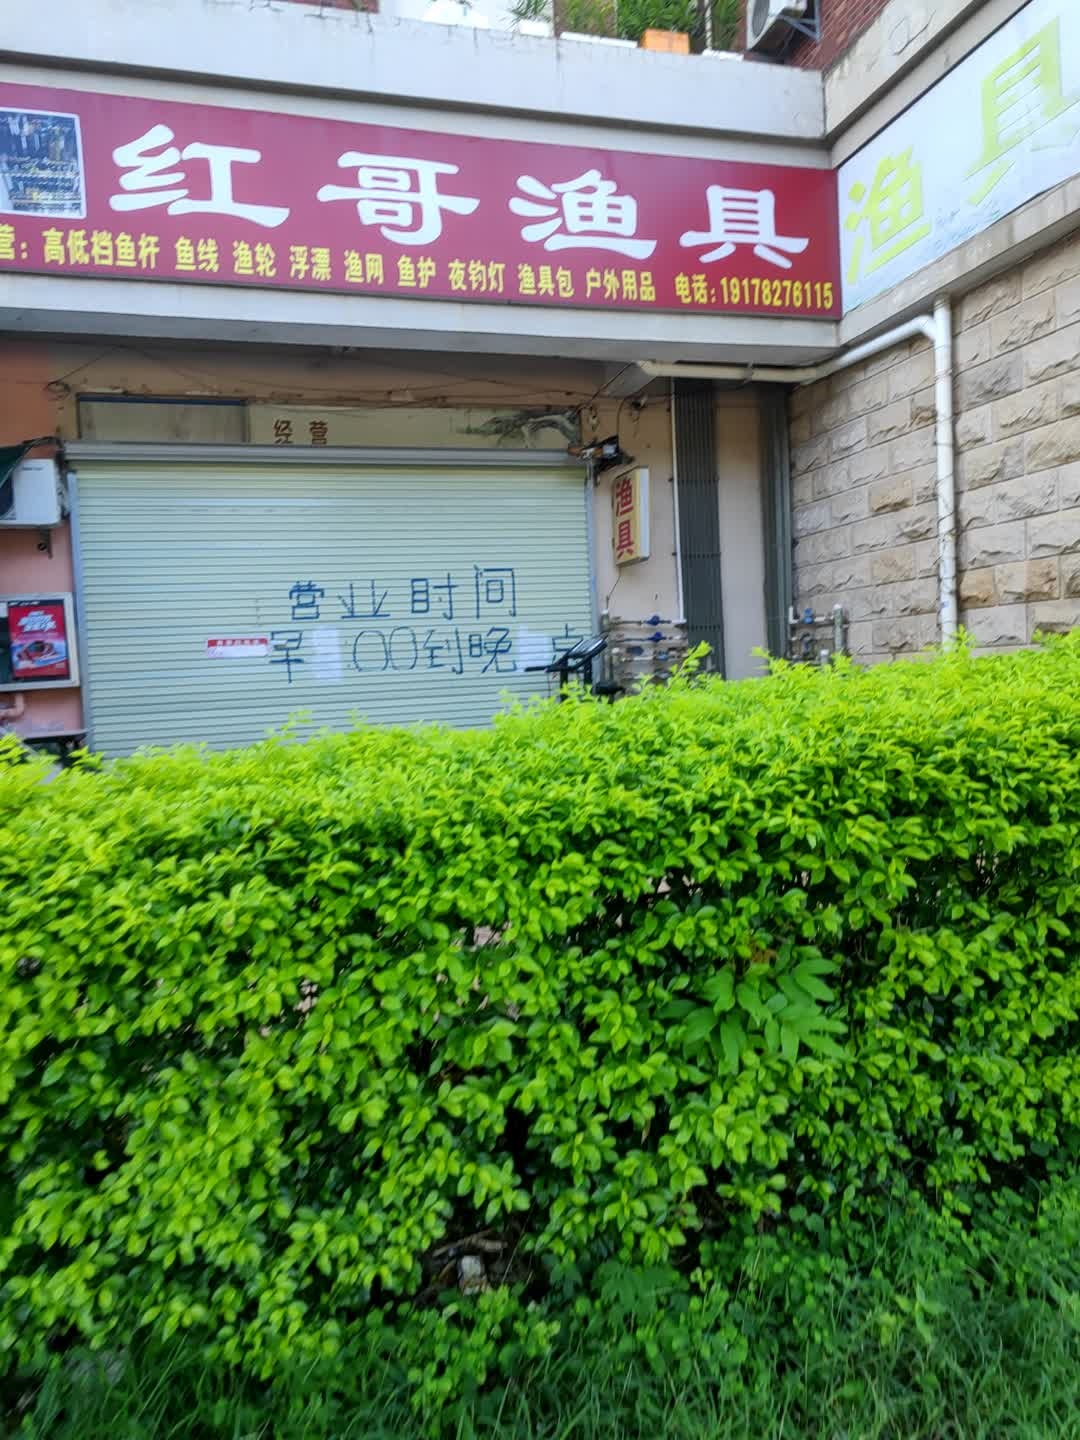 红哥渔具
营：高低档鱼杆 鱼线 渔轮 浮漂 渔网 鱼护 夜钓灯 渔具包 户外用品 电话：19178276115
渔具
经营
渔具
营业时间
早 :00到晚 点